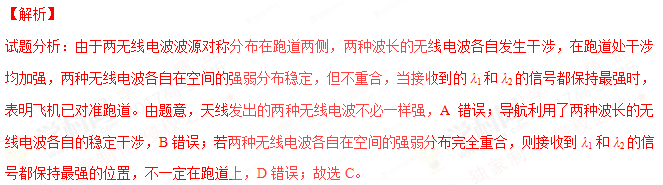 【解析】
试题分析：由于两无线电波波源对称分布在跑道两侧，两种波长的无线电波各自发生干涉，在跑道处干涉
均加强，两种无线电波各自在空间的强弱分布稳定，但不重合，当接收到的 λ₁和 λ₂的信号都保持最强时，
表明飞机已对准跑道。由题意，天线发出的两种无线电波不必一样强，A 错误；导航利用了两种波长的无
线电波各自的稳定干涉，B 错误；若两种无线电波各自在空间的强弱分布完全重合，则接收到 λ₁ 和 λ₂的信
号都保持最强的位置，不一定在跑道上，D 错误；故选 C。